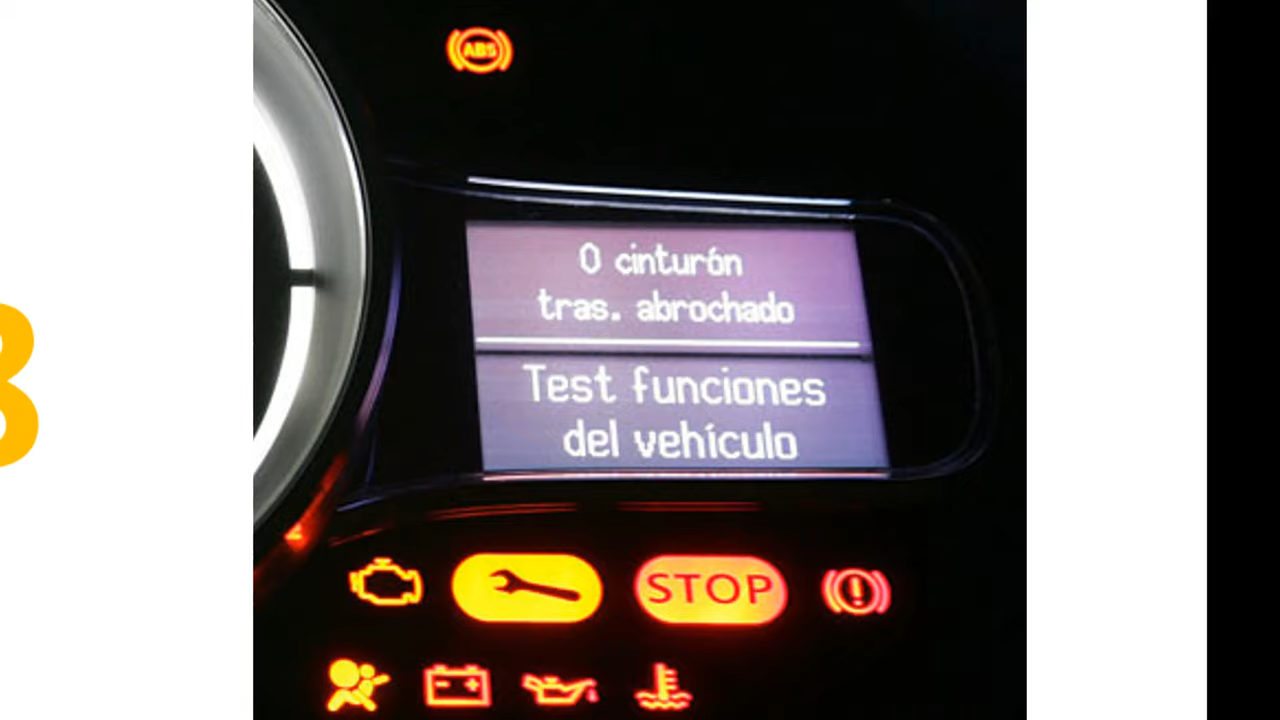 ABS
0 cinturón
tras. abrochado
Test funciones
del vehículo
STOP